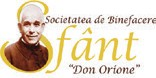 Societatea de Binefacere
Sfânt
"Don Orione"